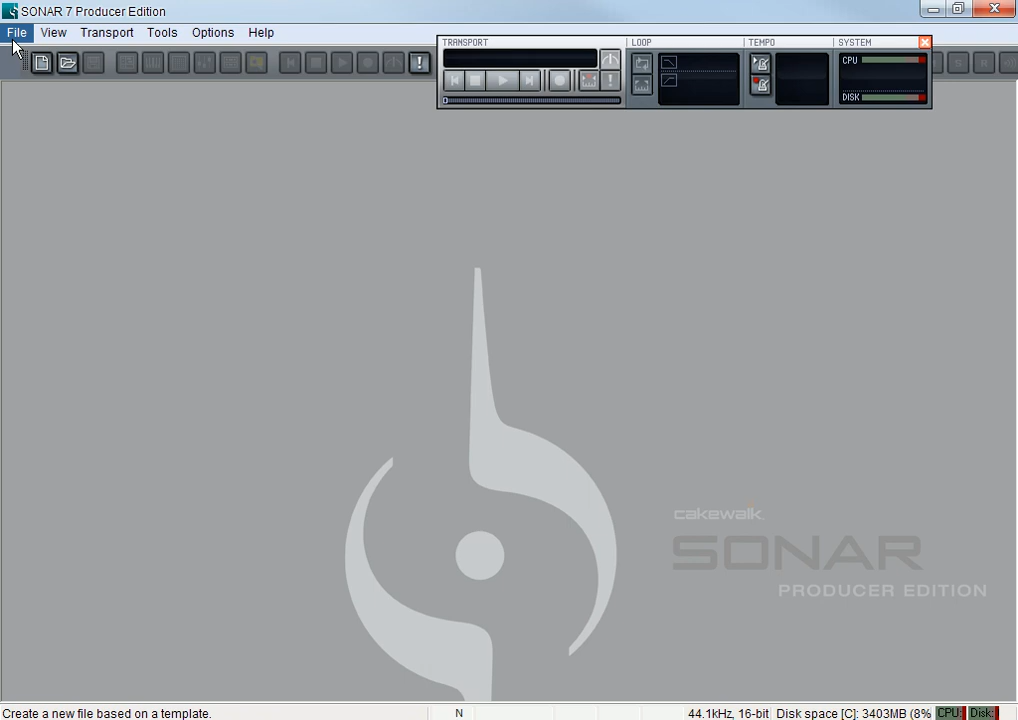 SONAR 7 Producer Edition
File View Transport Tools Options Help
TRANSPORT LOOP TEMPO SYSTEM
CPU
DISK
S R
cakewalk
SONAR
PRODUCER EDITION
Create a new file based on a template. N 44.1kHz, 16-bit Disk space [C]: 3403MB (8% CPU: Disk: